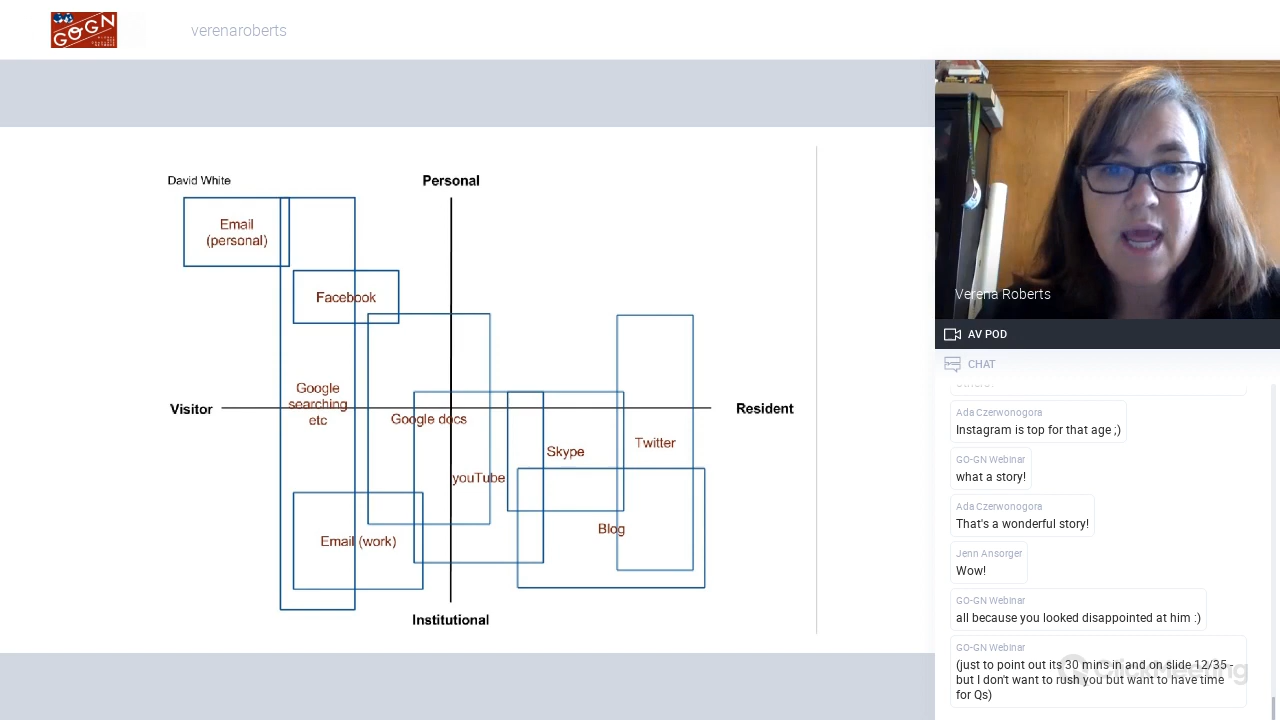 GO-GN
verenaroberts
David White
Personal
Email
(personal)
Facebook
Google
searching
etc
Visitor
Resident
Google docs
Skype
Twitter
youTube
Email (work)
Blog
Institutional
Verena Roberts
AV POD
CHAT
Ada Czerwonogora
Instagram is top for that age ;)
GO-GN Webinar
what a story!
Ada Czerwonogora
That's a wonderful story!
Jenn Ansorger
Wow!
GO-GN Webinar
all because you looked disappointed at him :)
GO-GN Webinar
(just to point out its 30 mins in and on slide 12/35 -
but I don't want to rush you but want to have time
for Qs)
ClickMeeting